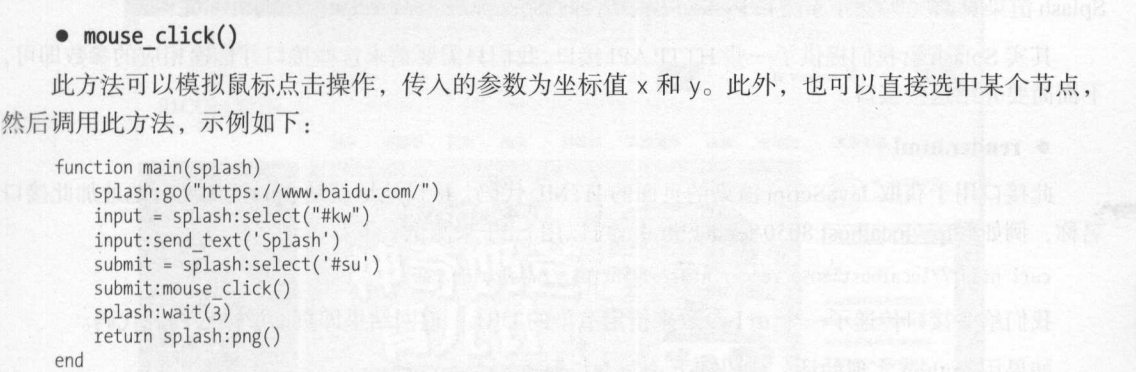 ● mouse_click()
此方法可以模拟鼠标点击操作，传入的参数为坐标值 x 和 y。此外，也可以直接选中某个节点，
然后调用此方法，示例如下：
function main(splash)
    splash:go("https://www.baidu.com/")
    input = splash:select("#kw")
    input:send_text('Splash')
    submit = splash:select('#su')
    submit:mouse_click()
    splash:wait(3)
    return splash:png()
end